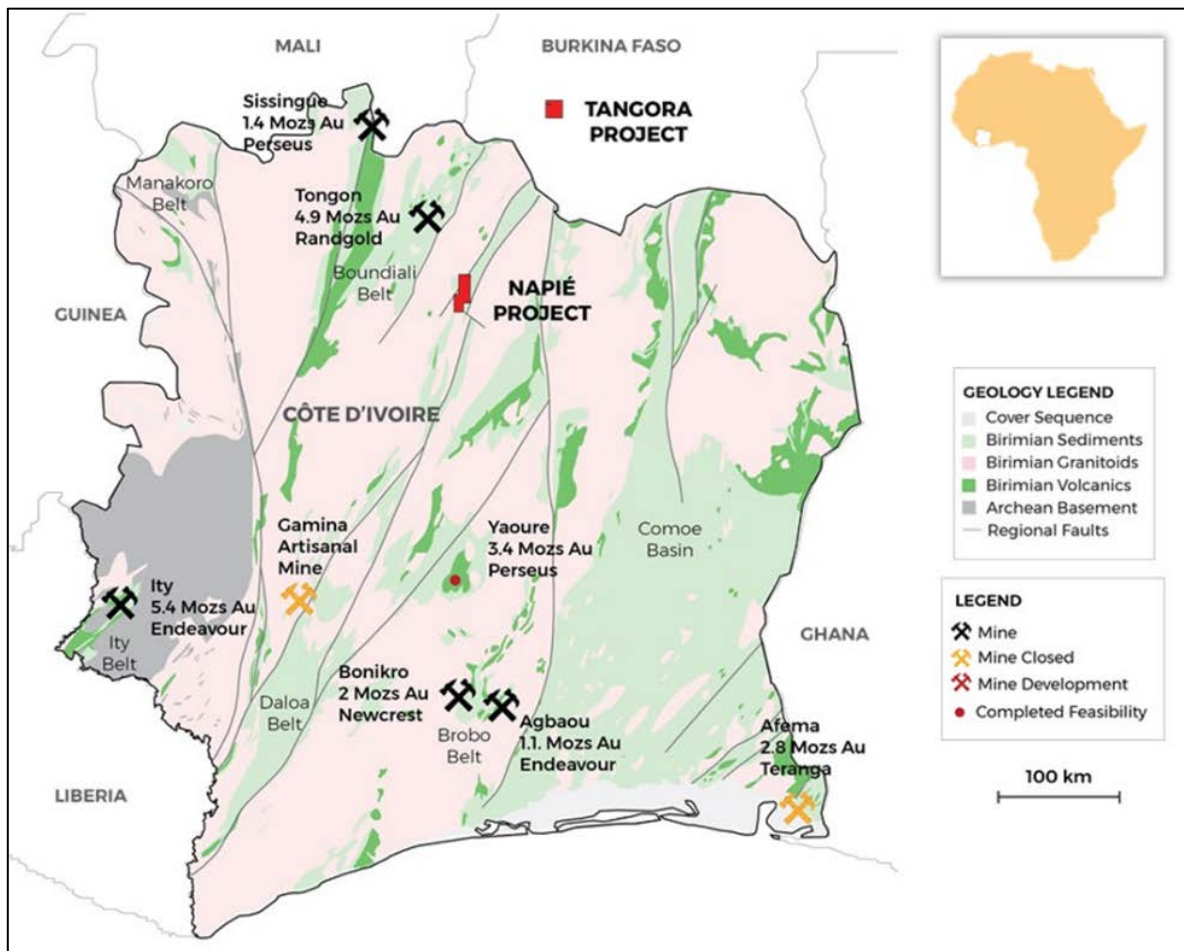 MALI
BURKINA FASO
Sissingue
1.4 Mozs Au
Perseus
TANGORA
PROJECT
Manakoro
Belt
Tongon
4.9 Mozs Au
Randgold
Boundiali
Belt
NAPIÉ
PROJECT
GUINEA
CÔTE D'IVOIRE
Gamina
Artisanal
Mine
Yaoure
3.4 Mozs Au
Perseus
Comoe
Basin
Ity
5.4 Mozs Au
Endeavour
Ity
Belt
GHANA
Bonikro
2 Mozs Au
Newcrest
Daloa
Belt
Brobo
Belt
Agbaou
1.1. Mozs Au
Endeavour
Afema
2.8 Mozs Au
Teranga
LIBERIA
GEOLOGY LEGEND
Cover Sequence
Birimian Sediments
Birimian Granitoids
Birimian Volcanics
Archean Basement
Regional Faults
LEGEND
Mine
Mine Closed
Mine Development
Completed Feasibility
100 km